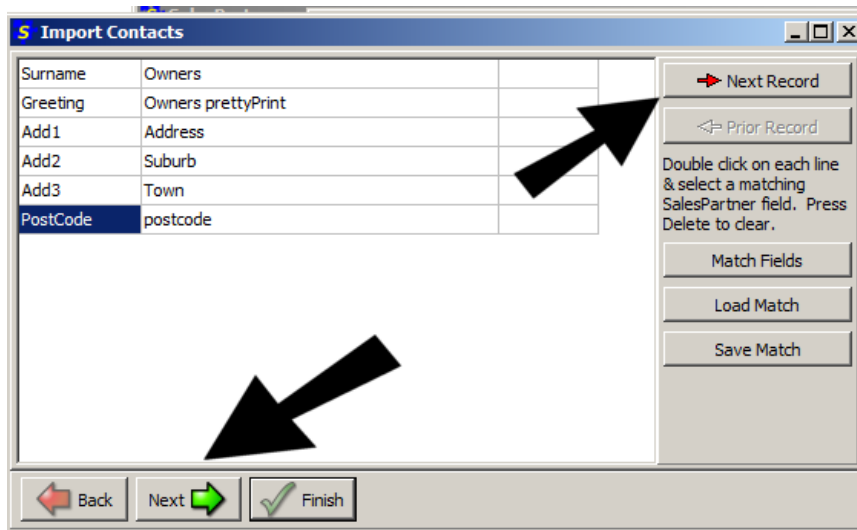 Import Contacts
Surname Owners
Greeting Owners prettyPrint
Add1 Address
Add2 Suburb
Add3 Town
PostCode postcode
Next Record
Prior Record
Double click on each line
& select a matching
SalesPartner field. Press
Delete to clear.
Match Fields
Load Match
Save Match
Back Next Finish